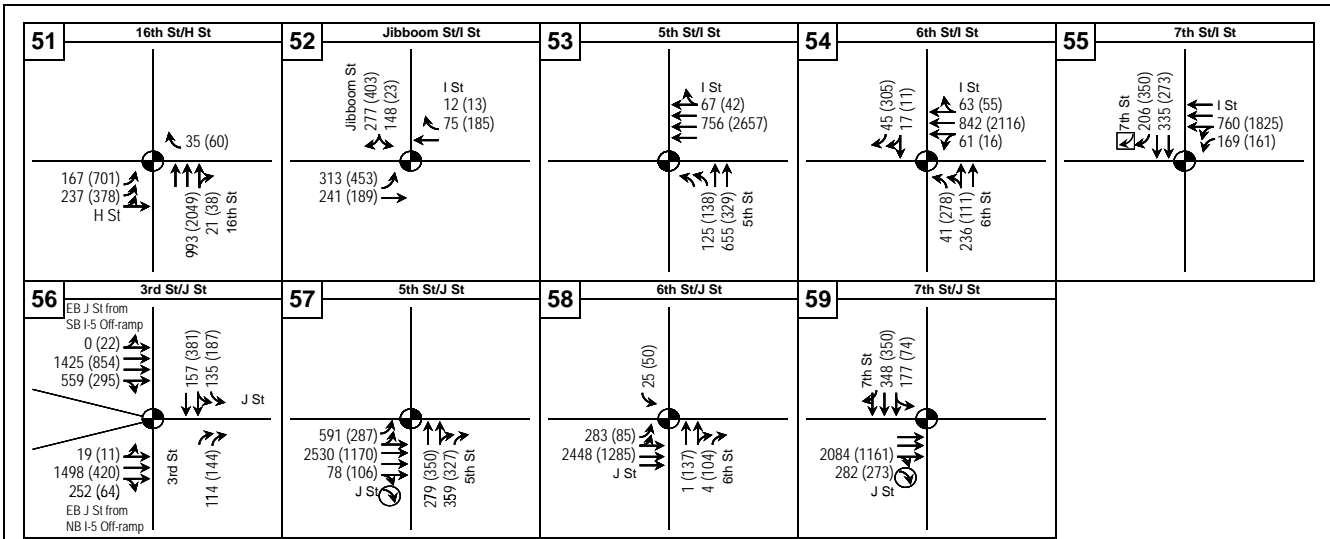 51
16th St/H St
35 (60)
167 (701)
237 (378)
H St
993 (2049)
21 (38)
16th St
52
Jibboom St/I St
Jibboom St
277 (403)
148 (23)
I St
12 (13)
75 (185)
313 (453)
241 (189)
53
5th St/I St
I St
67 (42)
756 (2657)
125 (138)
655 (329)
5th St
54
6th St/I St
45 (305)
17 (11)
I St
63 (55)
842 (2116)
61 (16)
41 (278)
236 (111)
6th St
55
7th St/I St
7th St
206 (350)
335 (273)
I St
760 (1825)
169 (161)
56
3rd St/J St
EB J St from
SB I-5 Off-ramp
0 (22)
1425 (854)
559 (295)
157 (381)
135 (187)
J St
19 (11)
1498 (420)
252 (64)
EB J St from
NB I-5 Off-ramp
3rd St
114 (144)
57
5th St/J St
591 (287)
2530 (1170)
78 (106)
J St
279 (350)
359 (327)
5th St
58
6th St/J St
25 (50)
283 (85)
2448 (1285)
J St
1 (137)
4 (104)
6th St
59
7th St/J St
7th St
348 (350)
177 (74)
2084 (1161)
282 (273)
J St